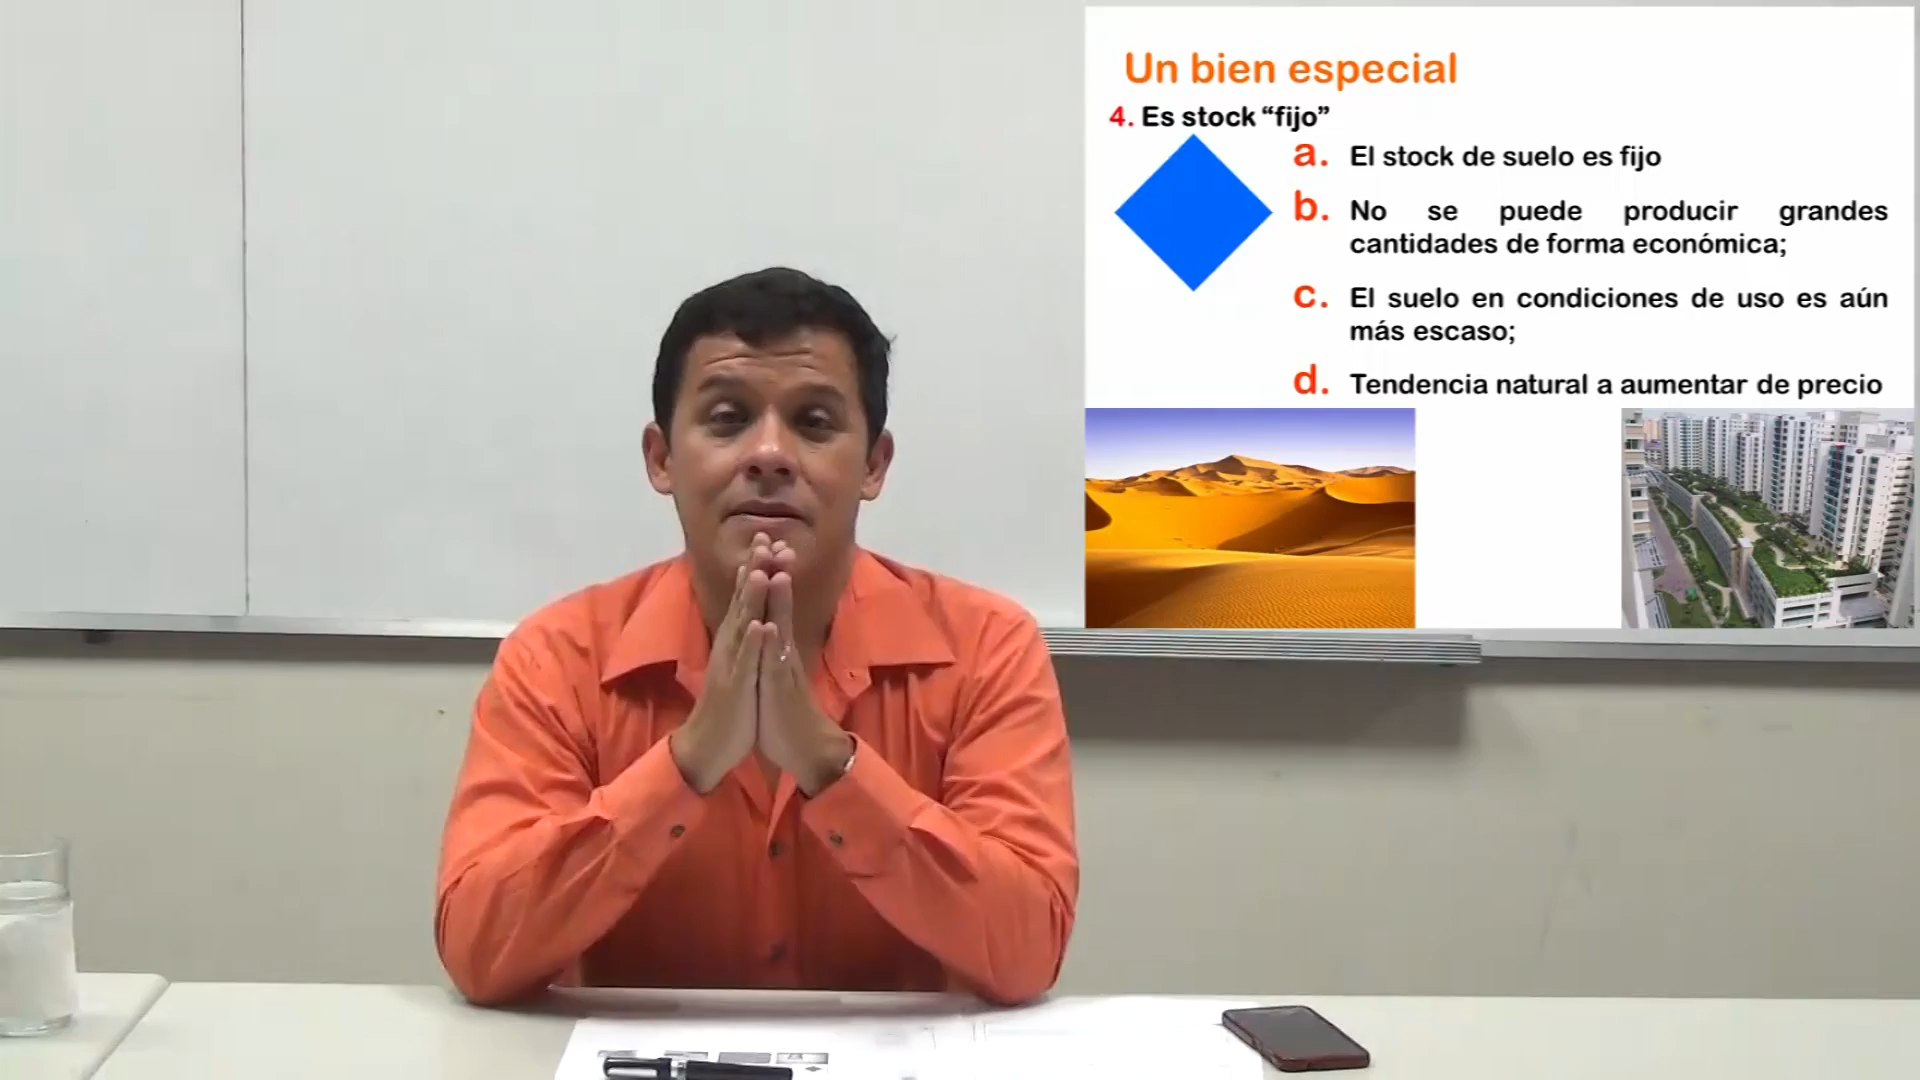 Un bien especial
4. Es stock “fijo”
a. El stock de suelo es fijo
b. No se puede producir grandes
cantidades de forma económica;
c. El suelo en condiciones de uso es aún
más escaso;
d. Tendencia natural a aumentar de precio